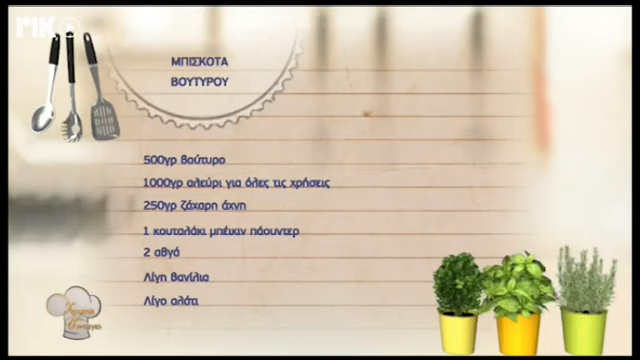 ΡΙΚ
ΜΠΙΣΚΟΤΑ
ΒΟΥΤΥΡΟΥ
500γρ βούτυρο
1000γρ αλεύρι για όλες τις χρήσεις
250γρ ζάχαρη άχνη
1 κουταλάκι μπέικιν πάουντερ
2 αβγά
Λίγη βανίλια
Λίγο αλάτι